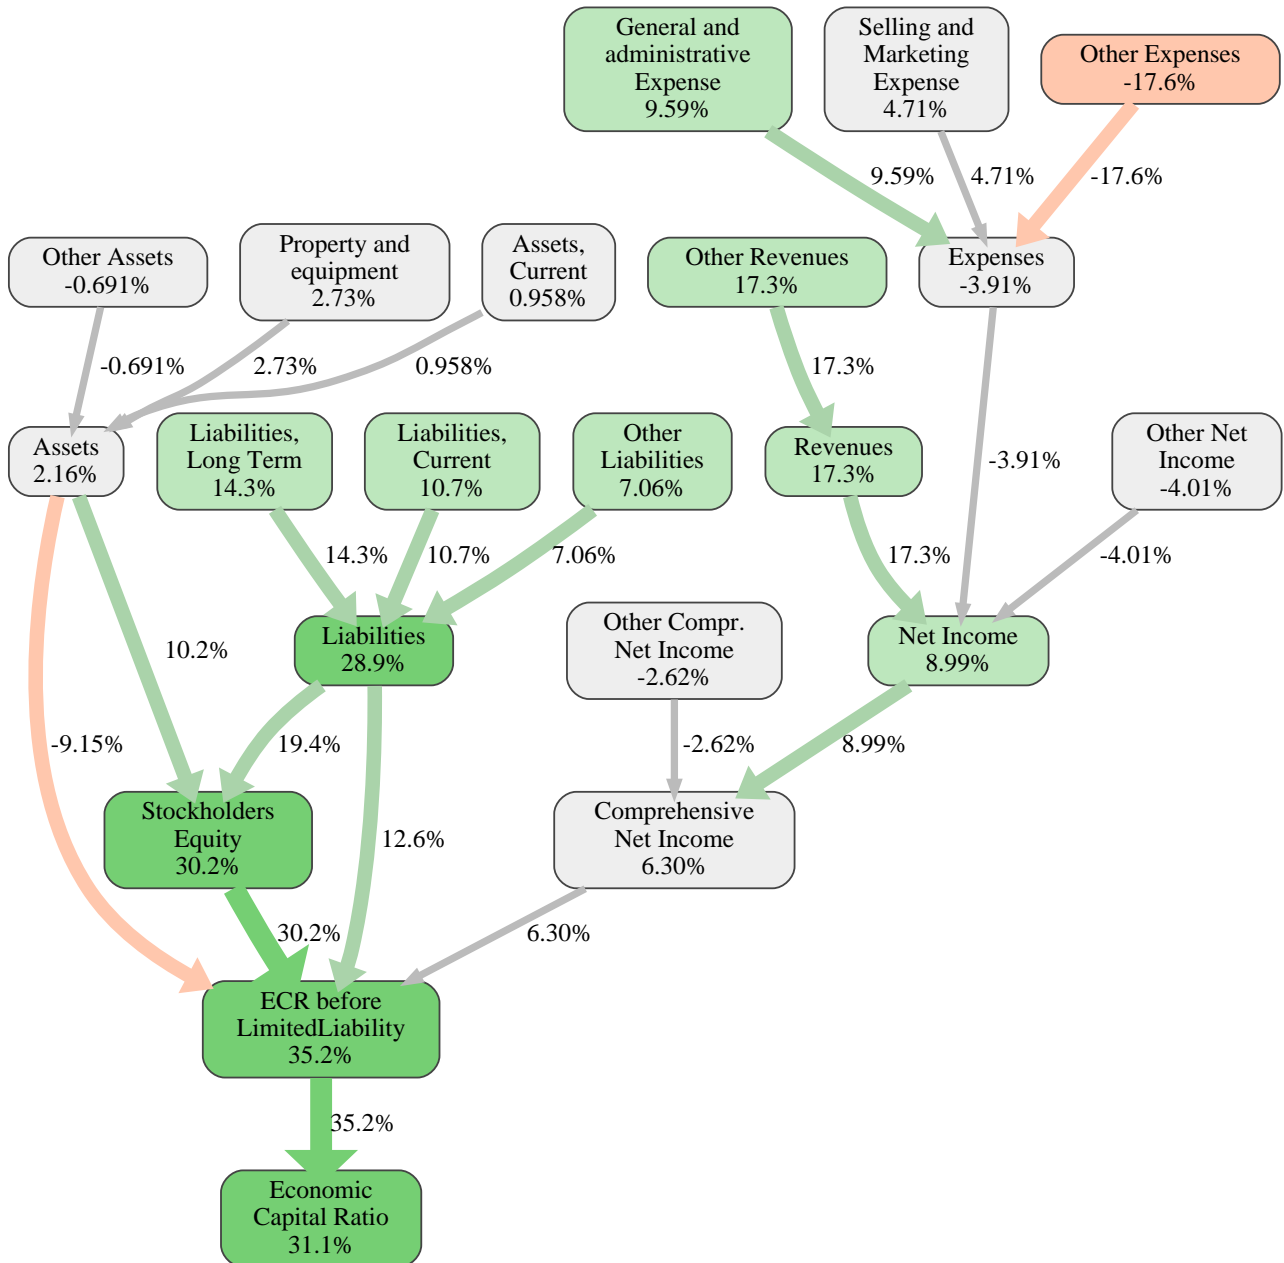 General and
administrative
Expense
9.59%
Selling and
Marketing
Expense
4.71%
Other Expenses
-17.6%
9.59%
4.71%
-17.6%
Other Assets
-0.691%
Property and
equipment
2.73%
Assets,
Current
0.958%
Other Revenues
17.3%
Expenses
-3.91%
-0.691%
2.73%
0.958%
17.3%
Assets
2.16%
Liabilities,
Long Term
14.3%
Liabilities,
Current
10.7%
Other
Liabilities
7.06%
Revenues
17.3%
-3.91%
Other Net
Income
-4.01%
14.3%
10.7%
7.06%
17.3%
-4.01%
10.2%
Liabilities
28.9%
Other Compr.
Net Income
-2.62%
Net Income
8.99%
-9.15%
19.4%
-2.62%
8.99%
Stockholders
Equity
30.2%
12.6%
Comprehensive
Net Income
6.30%
30.2%
6.30%
ECR before
LimitedLiability
35.2%
35.2%
Economic
Capital Ratio
31.1%